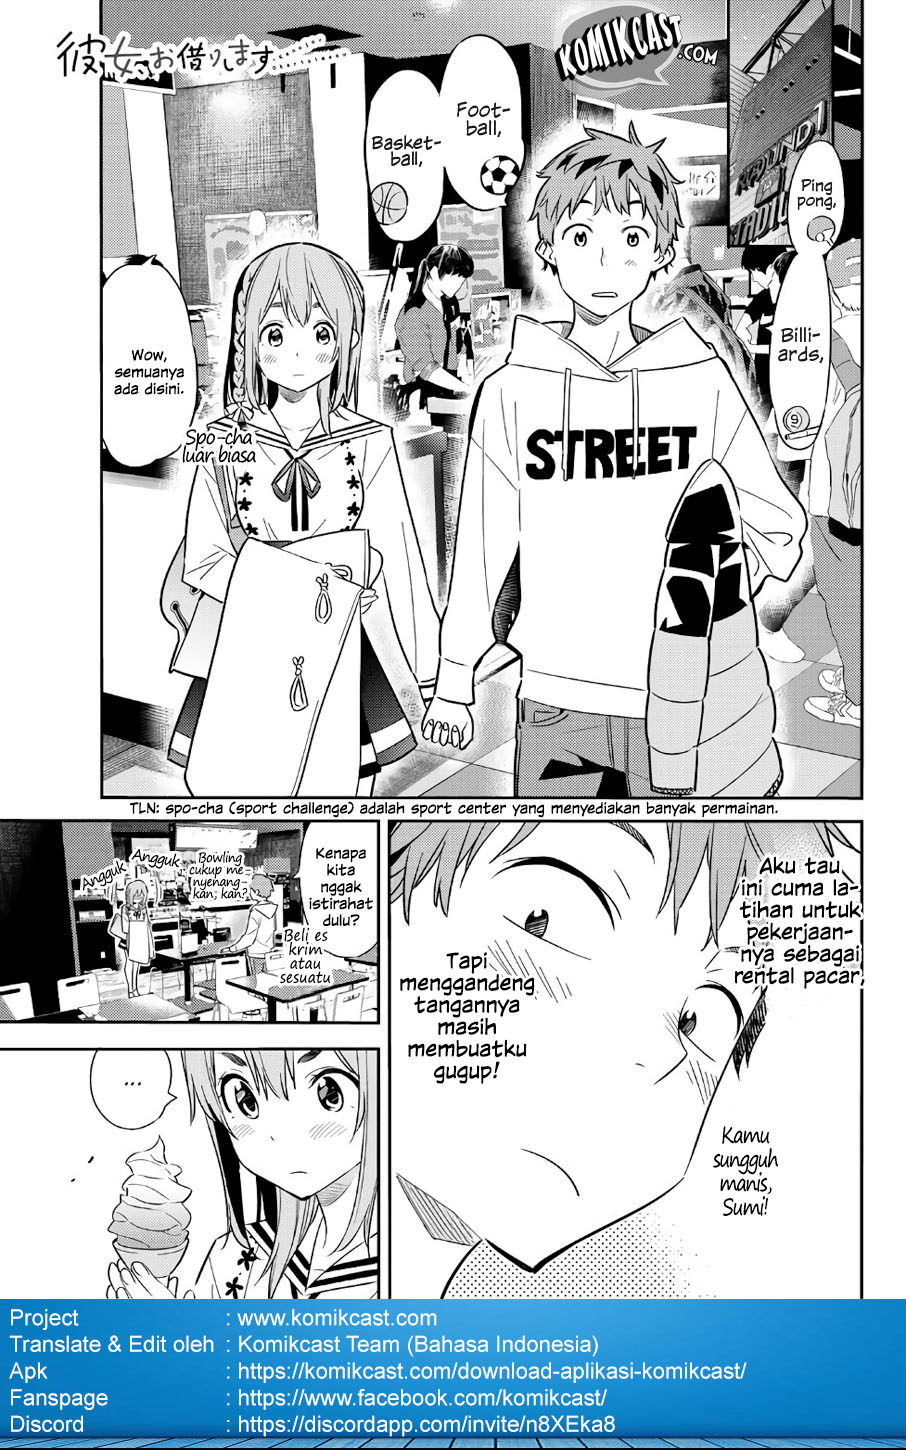 彼女、お借りします
KOMIKCAST
.COM
Foot-
ball,
Basket-
ball,
ROUND1
Ping
pong,
Billi-
ards,
Wow,
semuanya
ada disini.
Spo-cha
luar biasa
STREET
TLN: spo-cha (sport challenge) adalah sport center yang menyediakan banyak permainan.
Aku tau
ini cuma la-
tihan untuk
pekerjaan-
nya sebagai
rental pacar,
Tapi
menggandeng
tangannya
masih
membuatku
gugup!
Kamu
sungguh
manis,
Sumi!
Kenapa
kita
nggak
istirahat
dulu?
Beli es
krim
atau
sesuatu
Bowling
cukup me-
nyenang
kan, kan?
Angguk
Angguk
...
Project : www.komikcast.com
Translate & Edit oleh : Komikcast Team (Bahasa Indonesia)
Apk : https://komikcast.com/download-aplikasi-komikcast/
Fanspage : https://www.facebook.com/komikcast/
Discord : https://discordapp.com/invite/n8XEka8